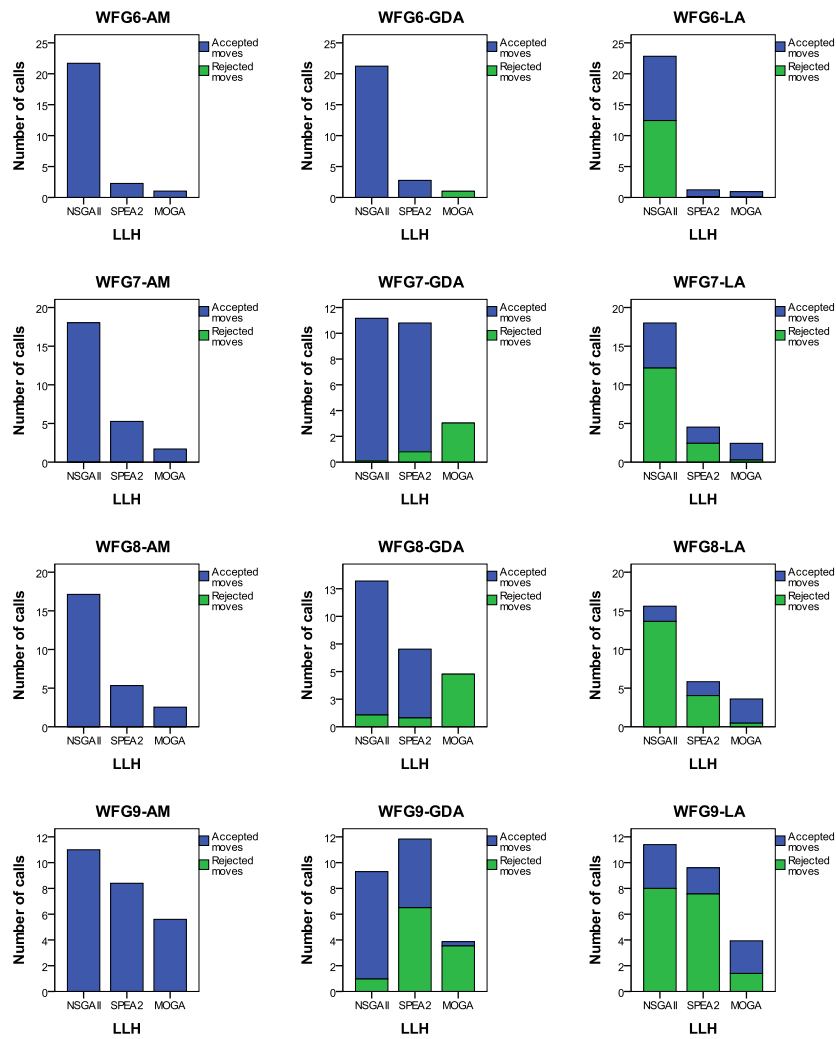 WFG6-AM
Number of calls
25
20
15
10
5
0
NSGAII SPEA2 MOGA
LLH
Accepted
moves
Rejected
moves
WFG6-GDA
Number of calls
25
20
15
10
5
0
NSGAII SPEA2 MOGA
LLH
Accepted
moves
Rejected
moves
WFG6-LA
Number of calls
25
20
15
10
5
0
NSGAII SPEA2 MOGA
LLH
Accepted
moves
Rejected
moves
WFG7-AM
Number of calls
20
15
10
5
0
NSGAII SPEA2 MOGA
LLH
Accepted
moves
Rejected
moves
WFG7-GDA
Number of calls
12
10
8
6
4
2
0
NSGAII SPEA2 MOGA
LLH
Accepted
moves
Rejected
moves
WFG7-LA
Number of calls
20
15
10
5
0
NSGAII SPEA2 MOGA
LLH
Accepted
moves
Rejected
moves
WFG8-AM
Number of calls
20
15
10
5
0
NSGAII SPEA2 MOGA
LLH
Accepted
moves
Rejected
moves
WFG8-GDA
Number of calls
13
10
8
5
3
0
NSGAII SPEA2 MOGA
LLH
Accepted
moves
Rejected
moves
WFG8-LA
Number of calls
20
15
10
5
0
NSGAII SPEA2 MOGA
LLH
Accepted
moves
Rejected
moves
WFG9-AM
Number of calls
12
10
8
6
4
2
0
NSGAII SPEA2 MOGA
LLH
Accepted
moves
Rejected
moves
WFG9-GDA
Number of calls
12
10
8
6
4
2
0
NSGAII SPEA2 MOGA
LLH
Accepted
moves
Rejected
moves
WFG9-LA
Number of calls
12
10
8
6
4
2
0
NSGAII SPEA2 MOGA
LLH
Accepted
moves
Rejected
moves